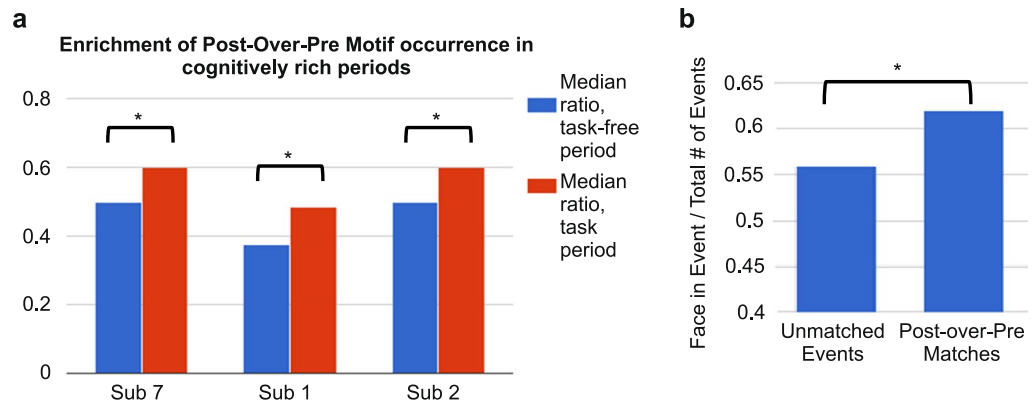 a
Enrichment of Post-Over-Pre Motif occurrence in
cognitively rich periods
0.8
0.6
0.4
0.2
0
*
*
*
Sub 7
Sub 1
Sub 2
Median
ratio,
task-free
period
Median
ratio,
task
period
b
Face in Event / Total # of Events
0.65
0.6
0.55
0.5
0.45
0.4
*
Unmatched
Events
Post-over-Pre
Matches